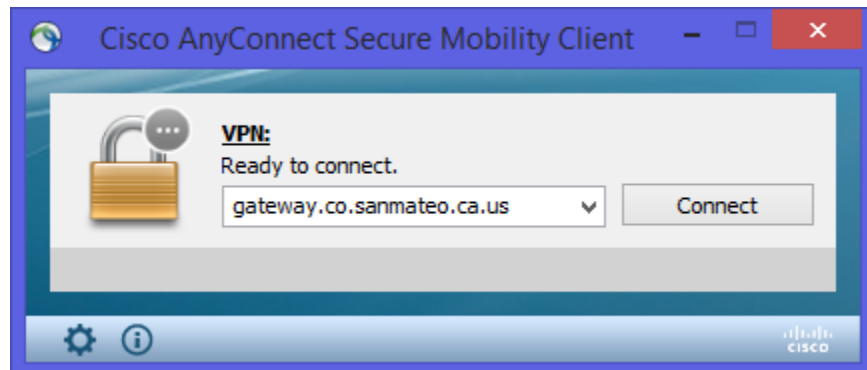 Cisco AnyConnect Secure Mobility Client
VPN:
Ready to connect.
gateway.co.sanmateo.ca.us
Connect
CISCO